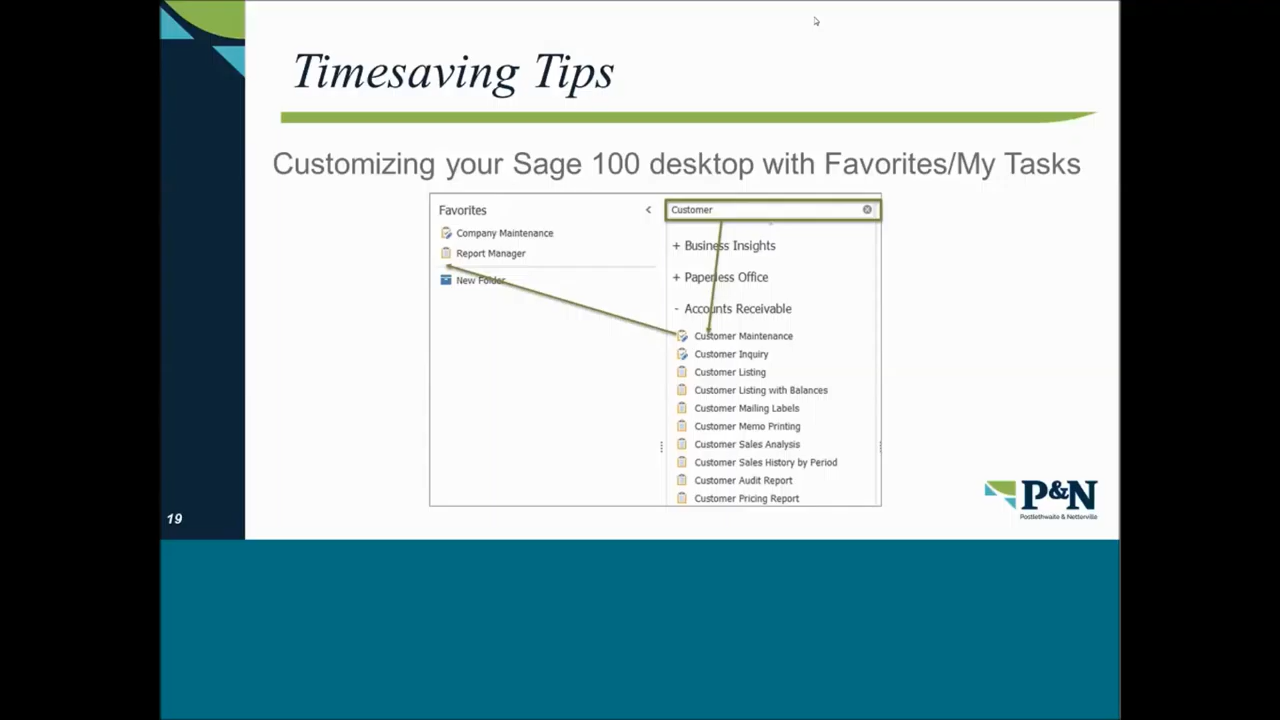 Timesaving Tips
Customizing your Sage 100 desktop with Favorites/My Tasks
Favorites
Company Maintenance
Report Manager
New Folder
Customer
+ Business Insights
+ Paperless Office
- Accounts Receivable
Customer Maintenance
Customer Inquiry
Customer Listing
Customer Listing with Balances
Customer Mailing Labels
Customer Memo Printing
Customer Sales Analysis
Customer Sales History by Period
Customer Audit Report
Customer Pricing Report
P&N
Postlethwaite & Netterville
19